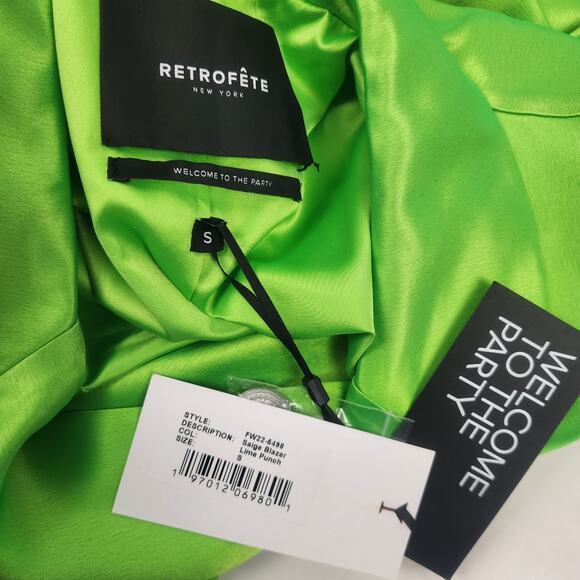 RETROFÊTE
NEW YORK
WELCOME TO THE PARTY
S
STYLE: FW22-5498
DESCRIPTION: Saige Blazer
COL: Lime Punch
SIZE: S
1 97012 06980 1
WELCOME
TO THE
PARTY